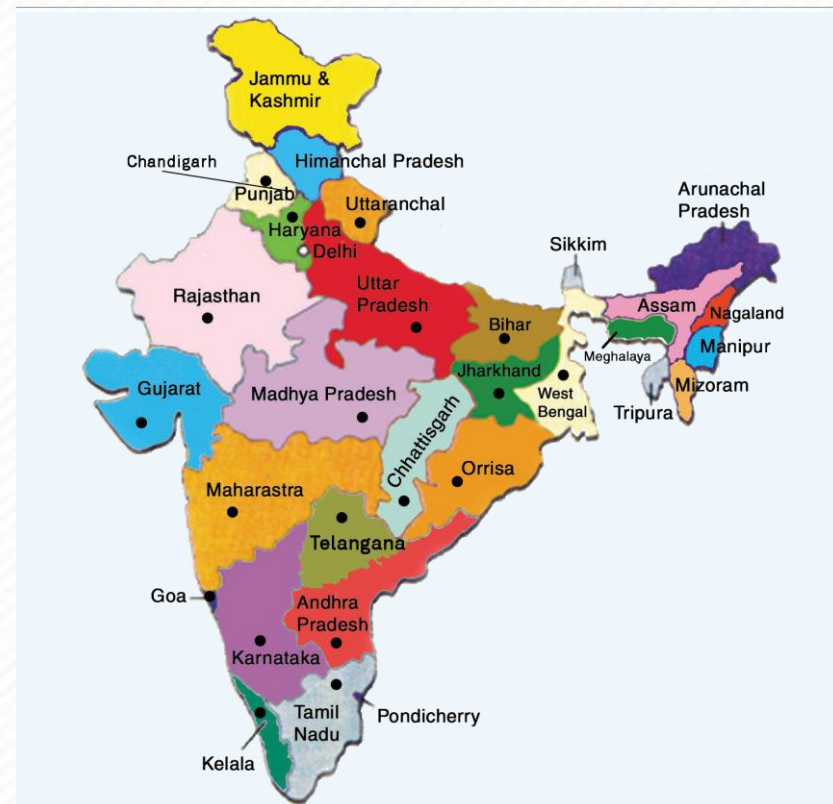 Jammu &
Kashmir
Chandigarh
Himanchal Pradesh
Punjab
Uttaranchal
Haryana
Delhi
Arunachal
Pradesh
Sikkim
Rajasthan
Uttar
Pradesh
Bihar
Assam
Nagaland
Meghalaya
Manipur
Gujarat
Madhya Pradesh
Jharkhand
West
Bengal
Tripura
Mizoram
Chhattisgarh
Orrisa
Maharastra
Telangana
Goa
Andhra
Pradesh
Karnataka
Tamil
Nadu
Pondicherry
Kelala